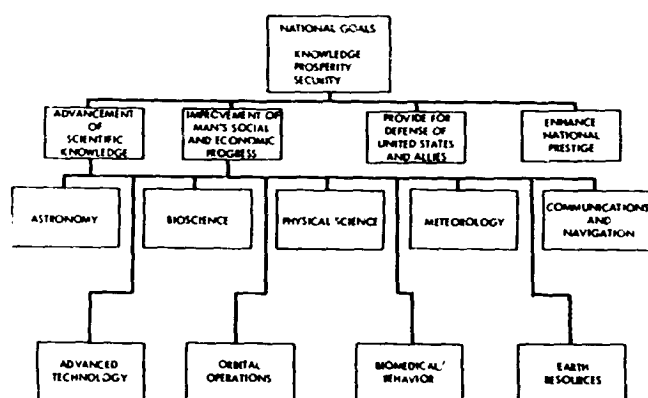 NATIONAL GOALS
KNOWLEDGE
PROSPERITY
SECURITY
ADVANCEMENT
OF
SCIENTIFIC
KNOWLEDGE
IMPROVEMENT OF
MAN'S SOCIAL
AND ECONOMIC
PROGRESS
PROVIDE FOR
DEFENSE OF
UNITED STATES
AND ALLIES
ENHANCE
NATIONAL
PRESTIGE
ASTRONOMY
BIOSCIENCE
PHYSICAL SCIENCE
METEOROLOGY
COMMUNICATIONS
AND
NAVIGATION
ADVANCED
TECHNOLOGY
ORBITAL
OPERATIONS
BIOMEDICAL/
BEHAVIOR
EARTH
RESOURCES